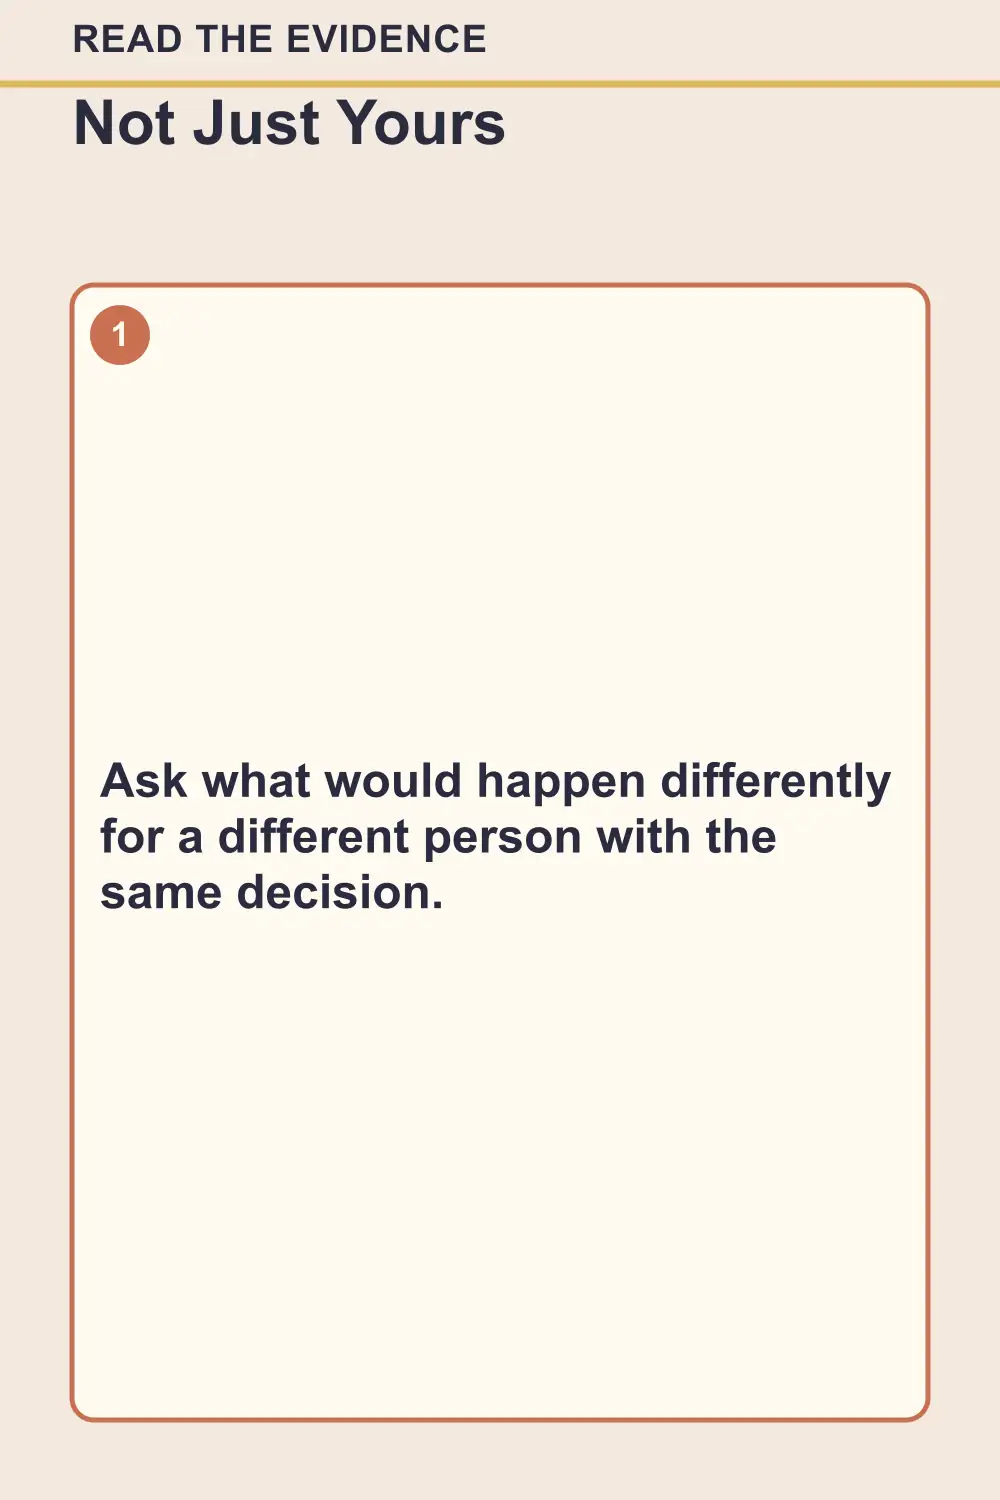 READ THE EVIDENCE
Not Just Yours
1
Ask what would happen differently
for a different person with the
same decision.